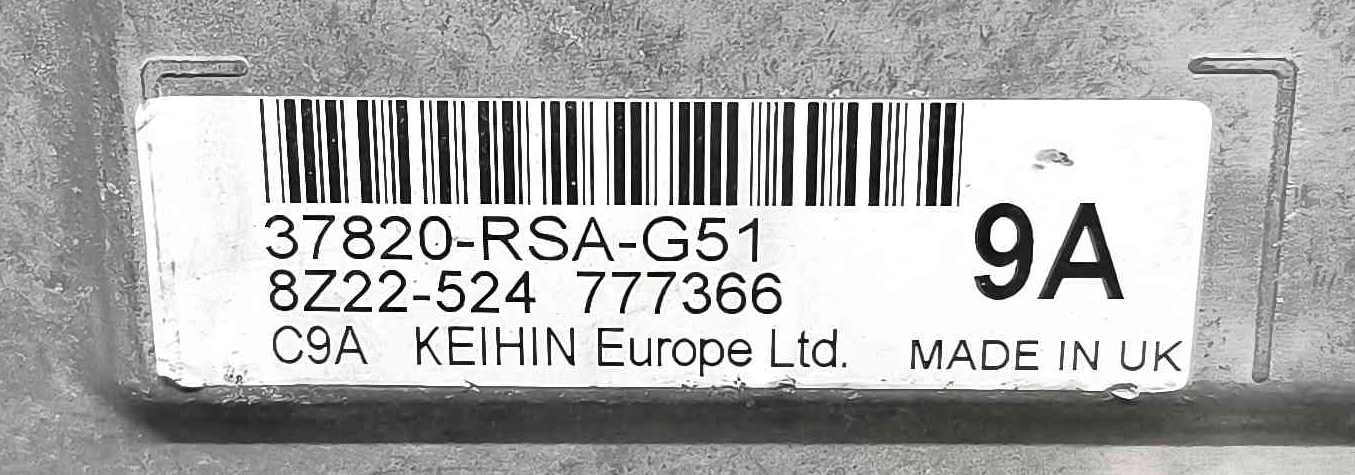 37820-RSA-G51
8Z22-524 777366
9A
C9A KEIHIN Europe Ltd. MADE IN UK